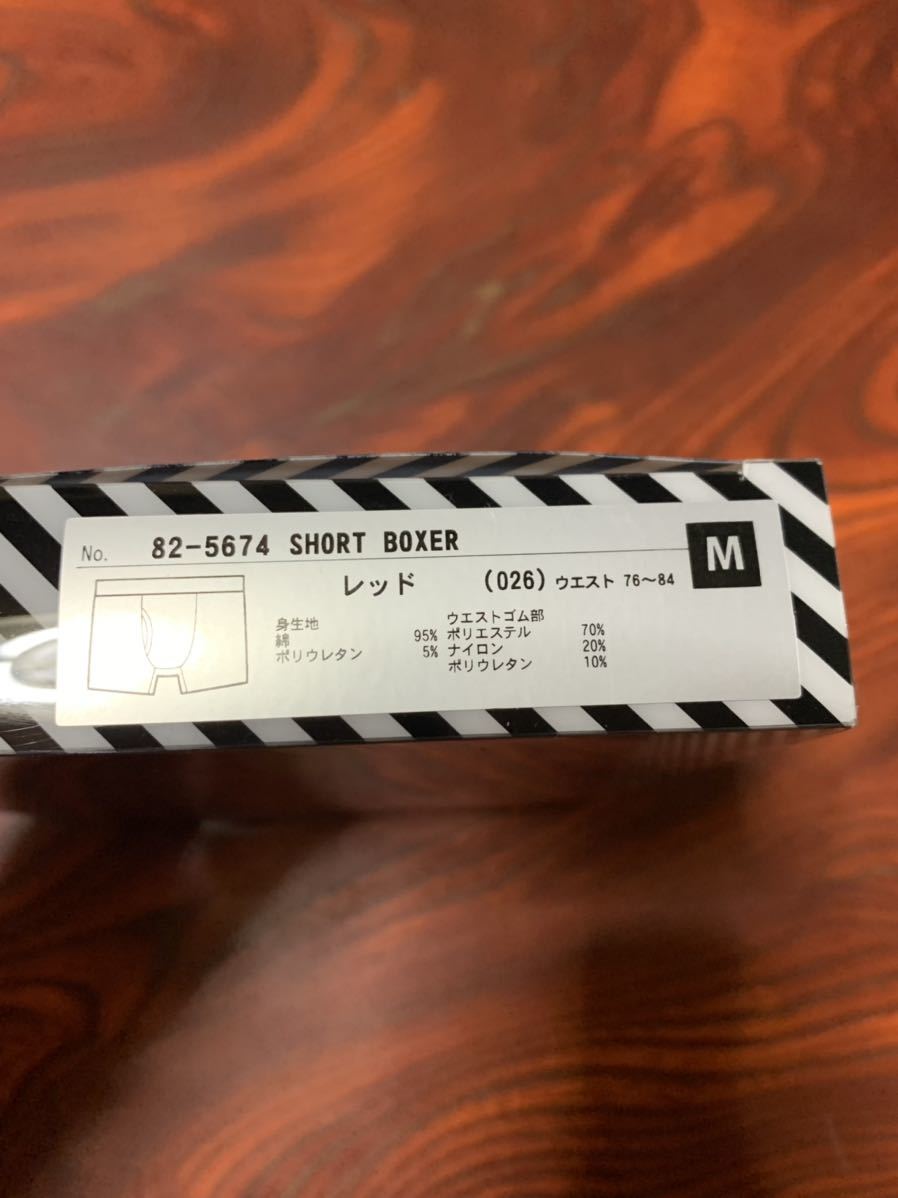 No. 82-5674 SHORT BOXER
M
レッド (026) ウエスト 76～84
身生地
綿 95%
ポリウレタン 5%
ウエストゴム部
ポリエステル 70%
ナイロン 20%
ポリウレタン 10%